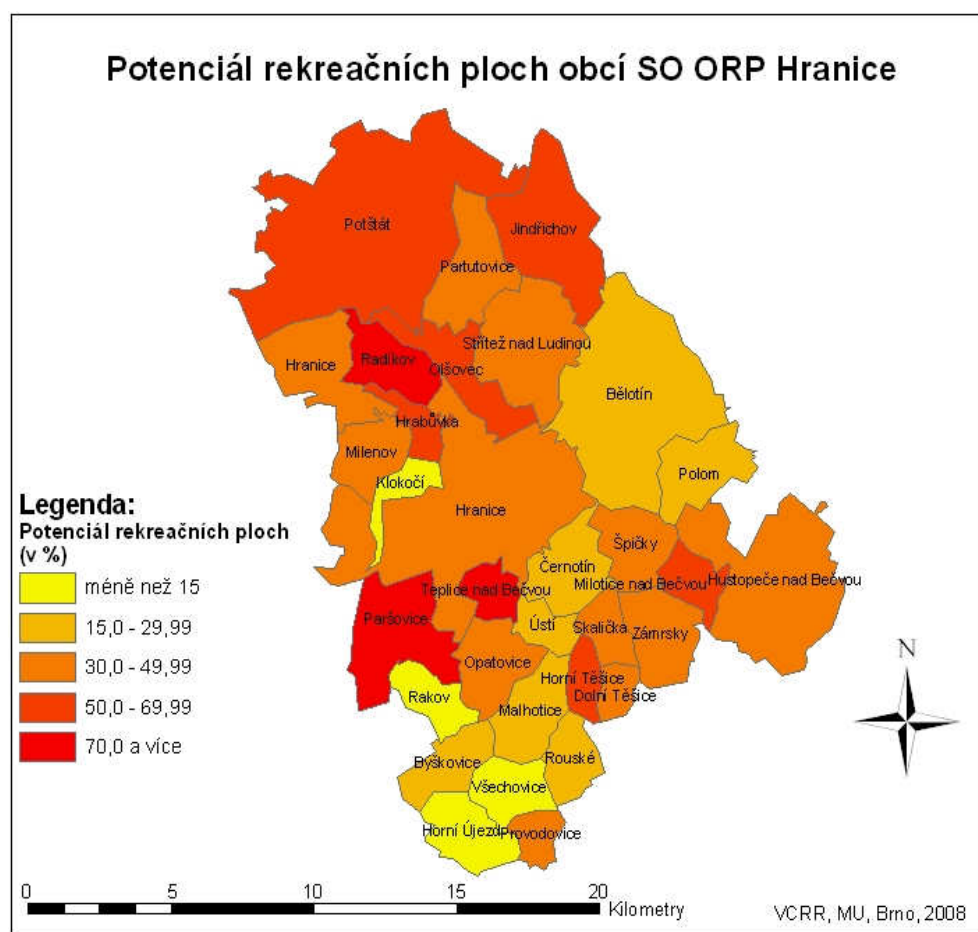 Potenciál rekreačních ploch obcí SO ORP Hranice
Potštát
Jindřichov
Partutovice
Střítež nad Ludinou
Hranice
Radíkov
Olšovec
Bělotín
Hrabůvka
Milenov
Klokočí
Polom
Hranice
Špičky
Černotín
Milotice nad Bečvou
Hustopeče nad Bečvou
Teplice nad Bečvou
Paršovice
Ústí
Skalička
Zámrsky
Opatovice
Horní Těšice
Dolní Těšice
Rakov
Malhotice
Rouské
Byškovice
Všechovice
Horní Újezd
Provodovice
Legenda:
Potenciál rekreačních ploch
(v %)
méně než 15
15,0 - 29,99
30,0 - 49,99
50,0 - 69,99
70,0 a více
N
0 5 10 15 20
Kilometry
VCRR, MU, Brno, 2008